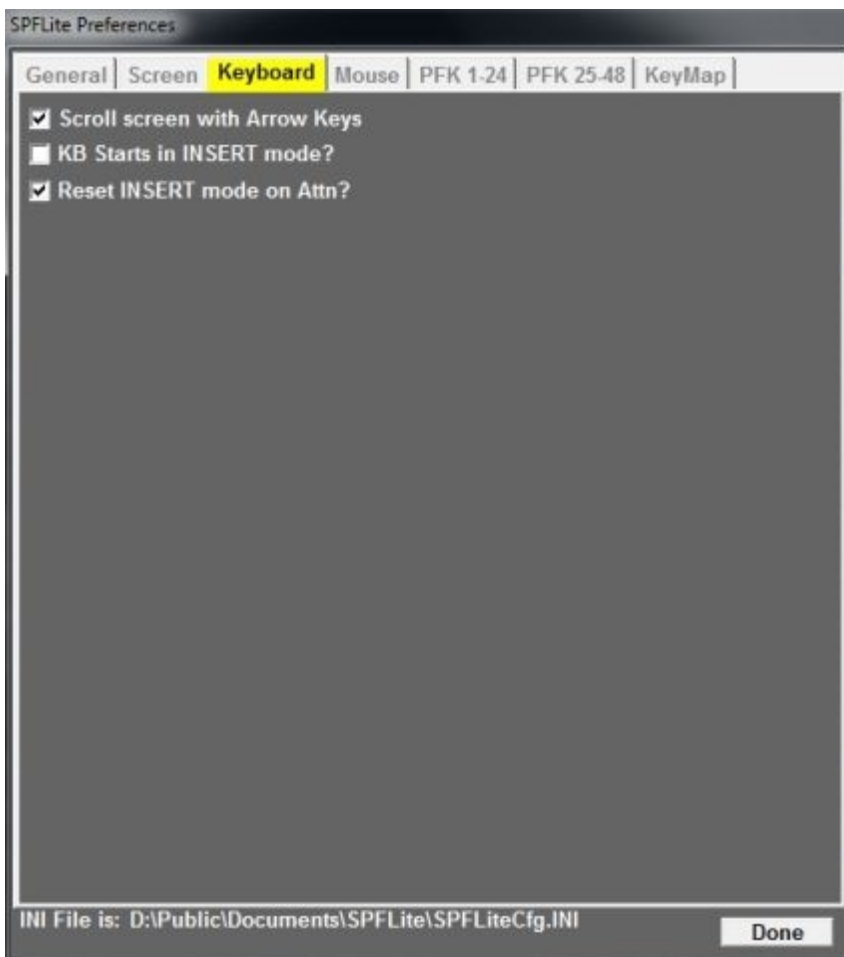 SPFLite Preferences
General Screen Keyboard Mouse PFK 1-24 PFK 25-48 KeyMap
Scroll screen with Arrow Keys
KB Starts in INSERT mode?
Reset INSERT mode on Attn?
INI File is: D:\Public\Documents\SPFLite\SPFLiteCfg.INI
Done